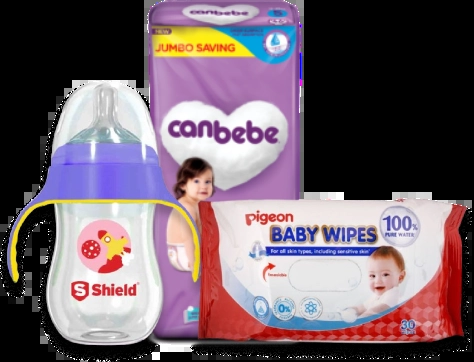 canbebe
JUMBO SAVING
canbebe
Shield
pigeon
BABY WIPES
For all skin types, including sensitive skin
100%
PURE WATER
0%
30